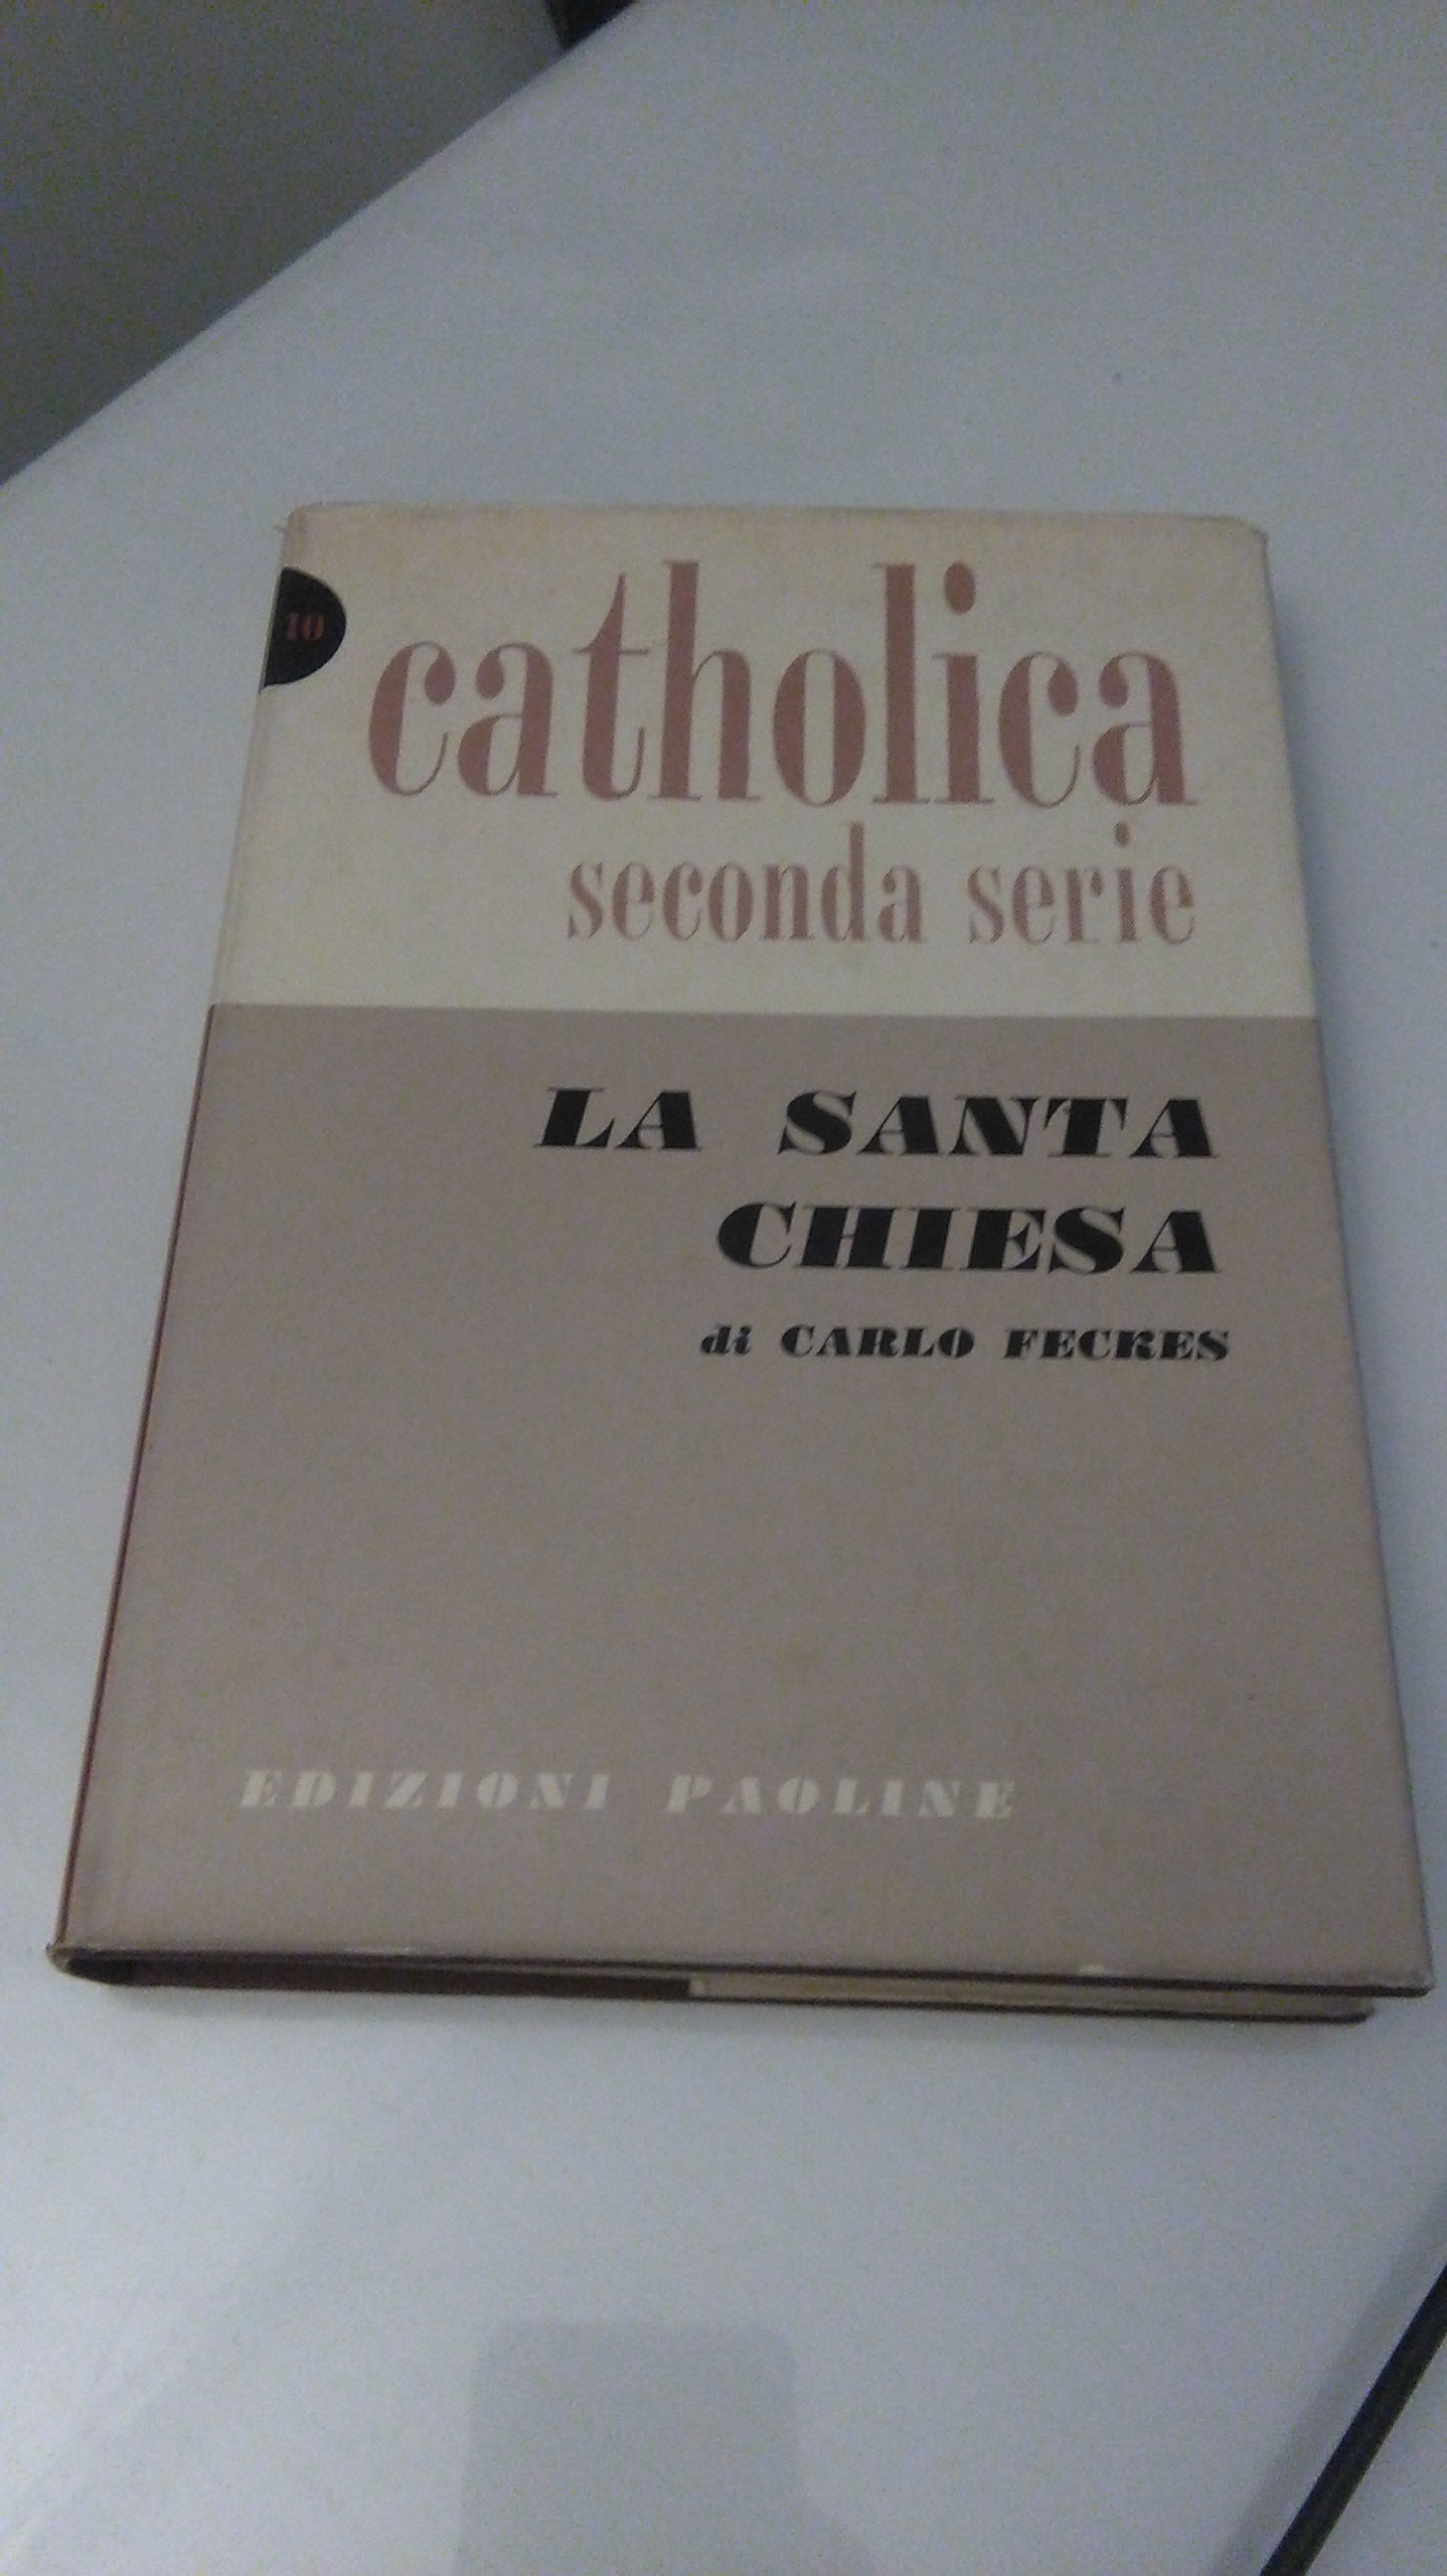 10
catholica
seconda serie
LA SANTA
CHIESA
di CARLO FECKES
EDIZIONI PAOLINE